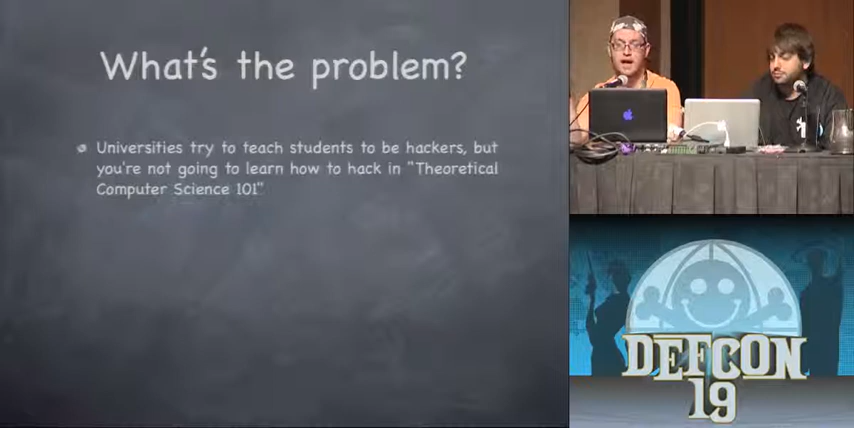 What's the problem?
Universities try to teach students to be hackers, but
you're not going to learn how to hack in "Theoretical
Computer Science 101"
DEFCON
19